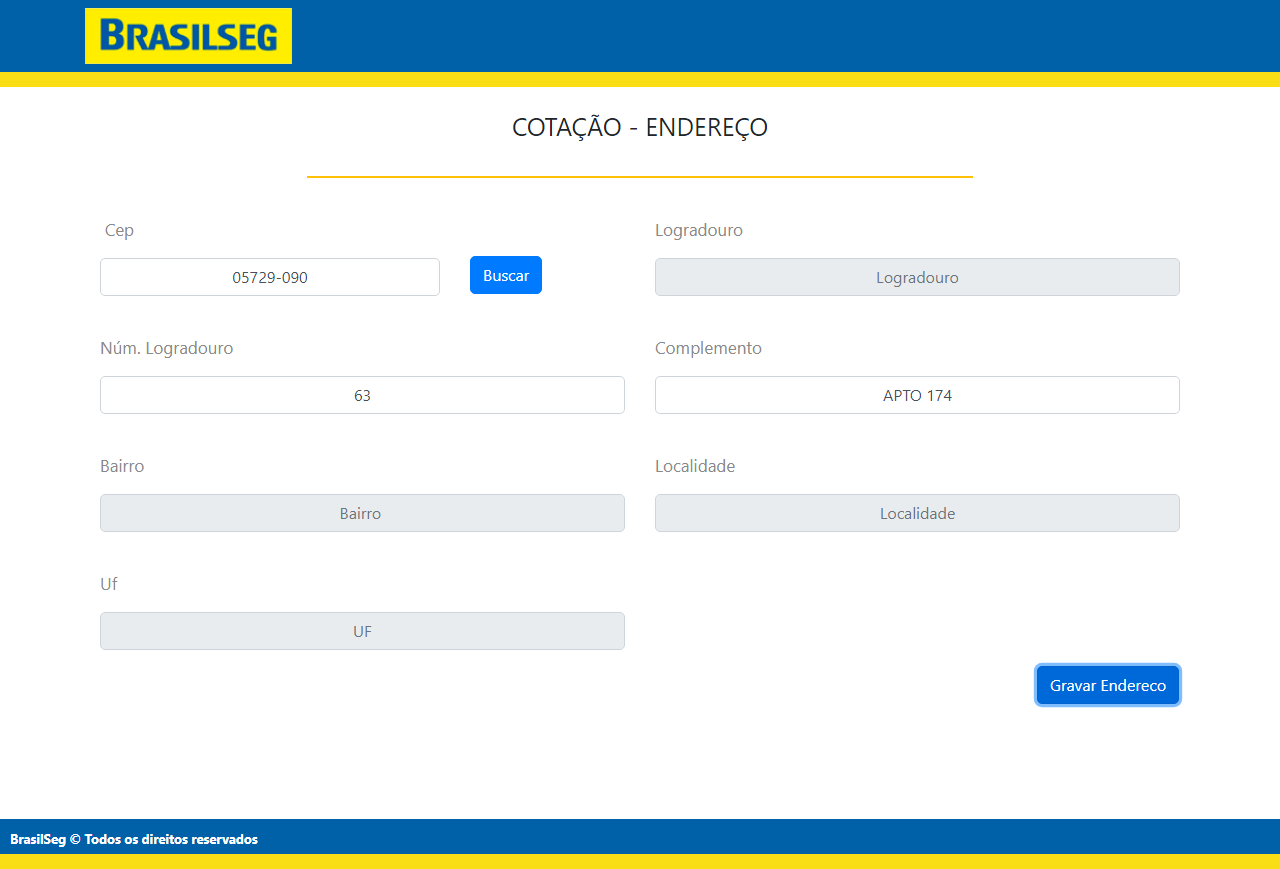 BRASILSEG
COTAÇÃO - ENDEREÇO
Cep
Logradouro
05729-090
Buscar
Logradouro
Núm. Logradouro
Complemento
63
APTO 174
Bairro
Localidade
Bairro
Localidade
Uf
UF
Gravar Endereco
BrasilSeg © Todos os direitos reservados